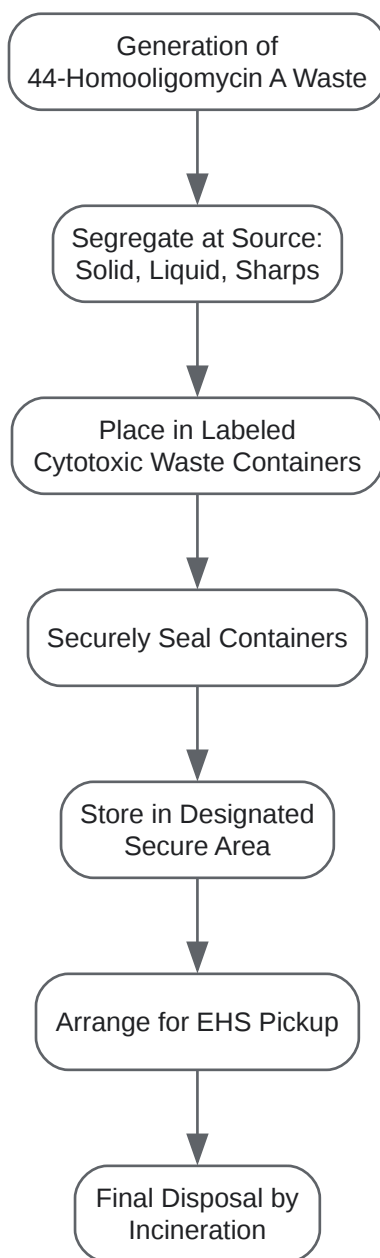 Generation of
44-Homooligomycin A Waste
Segregate at Source:
Solid, Liquid, Sharps
Place in Labeled
Cytotoxic Waste Containers
Securely Seal Containers
Store in Designated
Secure Area
Arrange for EHS Pickup
Final Disposal by
Incineration